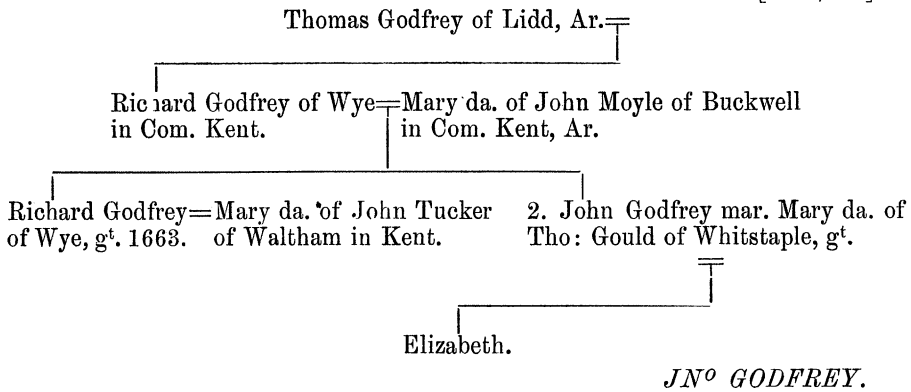 Thomas Godfrey of Lidd, Ar.
Richard Godfrey of Wye=Mary da. of John Moyle of Buckwell
in Com. Kent. in Com. Kent, Ar.
Richard Godfrey=Mary da. of John Tucker 2. John Godfrey mar. Mary da. of
of Wye, gᵗ. 1663. of Waltham in Kent. Tho: Gould of Whitstaple, gᵗ.
Elizabeth.
JNᴼ GODFREY.